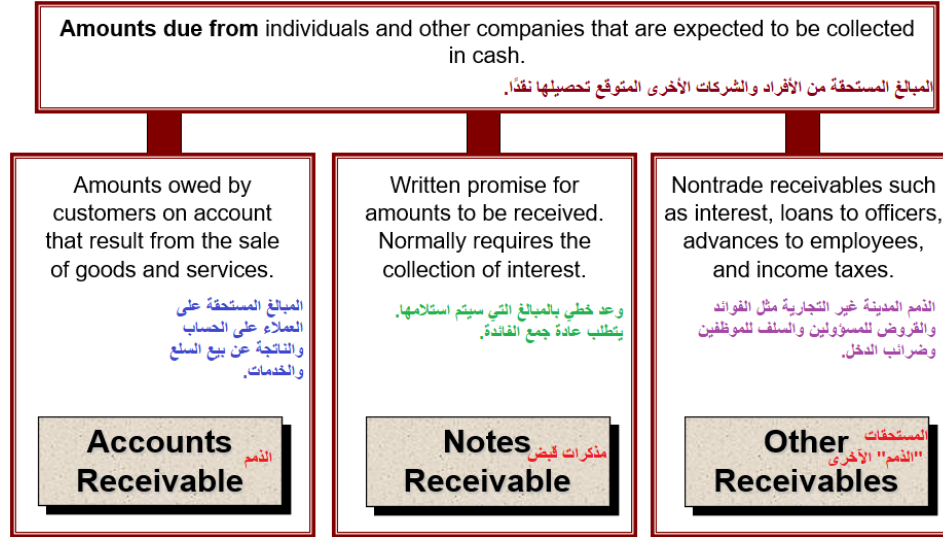 Amounts due from individuals and other companies that are expected to be collected
in cash.
المبالغ المستحقة من الأفراد والشركات الأخرى المتوقع تحصيلها نقدًا.
Amounts owed by
customers on account
that result from the sale
of goods and services.
المبالغ المستحقة على
العملاء على الحساب
والناتجة عن بيع السلع
والخدمات.
Accounts
Receivable
الذمم
Written promise for
amounts to be received.
Normally requires the
collection of interest.
وعد خطي بالمبالغ التي سيتم استلامها.
يتطلب عادة جمع الفائدة.
Notes
Receivable
مذكرات قبض
Nontrade receivables such
as interest, loans to officers,
advances to employees,
and income taxes.
الذمم المدينة غير التجارية مثل الفوائد
والقروض للمسؤولين والسلف للموظفين
وضرائب الدخل.
Other
Receivables
المستحقات
"الذمم" الأخرى